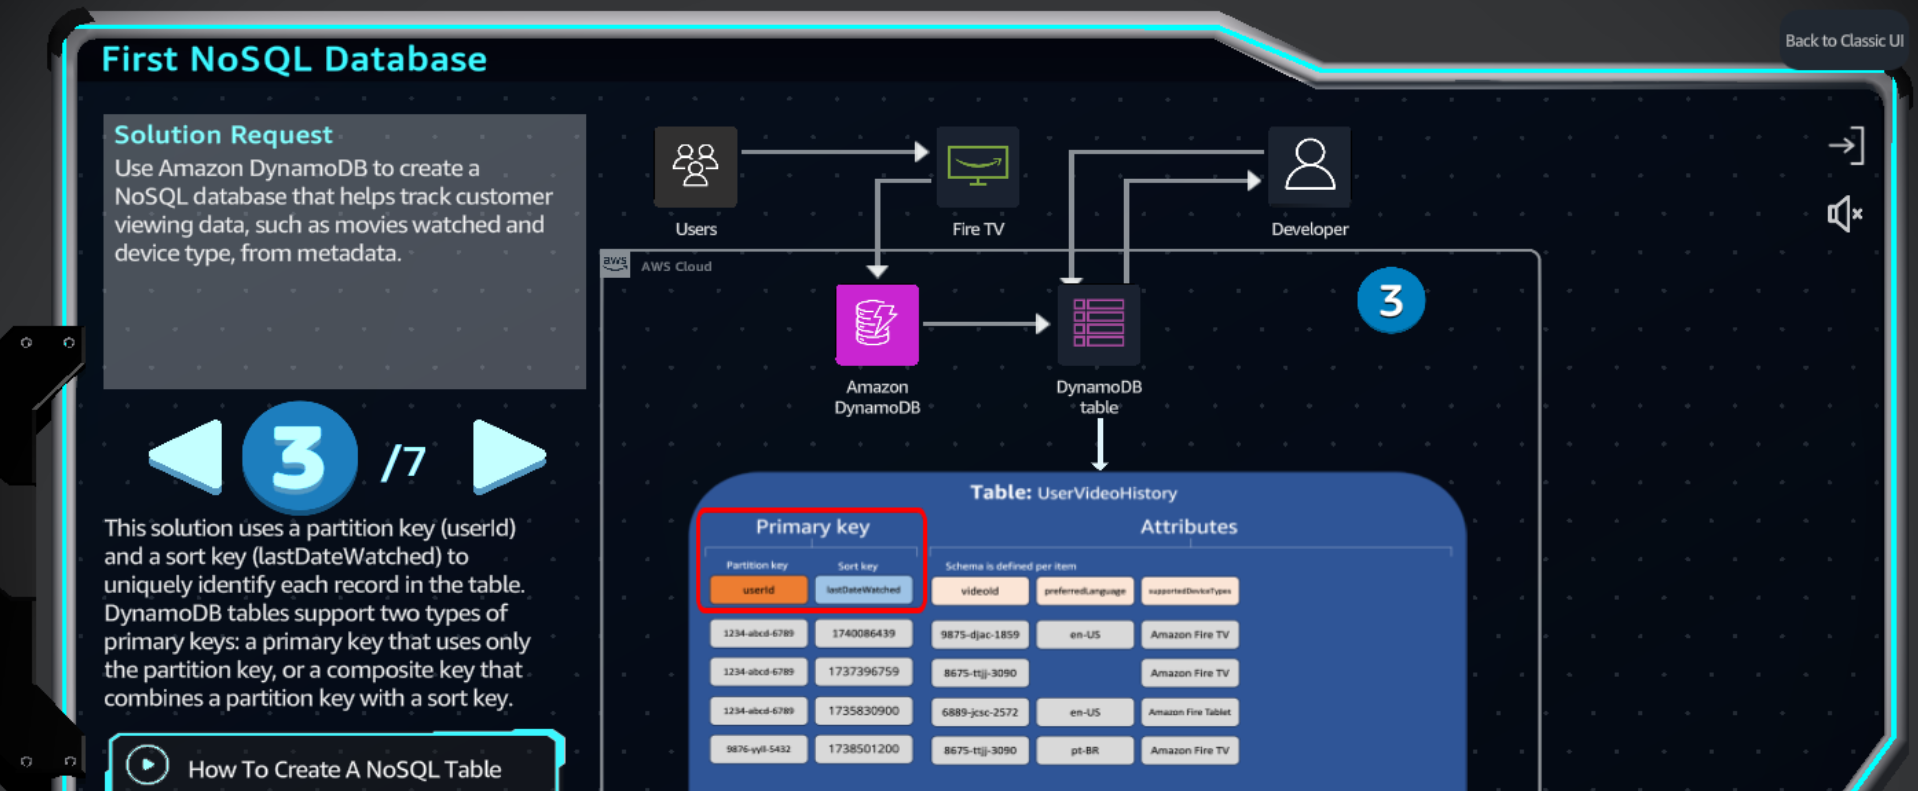 First NoSQL Database
Back to Classic UI
Solution Request
Use Amazon DynamoDB to create a
NoSQL database that helps track customer
viewing data, such as movies watched and
device type, from metadata.
3 /7
This solution uses a partition key (userId)
and a sort key (lastDateWatched) to
uniquely identify each record in the table.
DynamoDB tables support two types of
primary keys: a primary key that uses only
the partition key, or a composite key that
combines a partition key with a sort key.
How To Create A NoSQL Table
Users
Fire TV
Developer
aws AWS Cloud
3
Amazon
DynamoDB
DynamoDB
table
Table: UserVideoHistory
Primary key Attributes
Partition key Sort key Schema is defined per item
userId lastDateWatched videoId preferredLanguage supportedDeviceTypes
1234-abcd-6789 1740086439 9875-djac-1859 en-US Amazon Fire TV
1234-abcd-6789 1737396759 8675-ttjj-3090 Amazon Fire TV
1234-abcd-6789 1735830900 6889-jcsc-2572 en-US Amazon Fire Tablet
9876-yyll-5432 1738501200 8675-ttjj-3090 pt-BR Amazon Fire TV